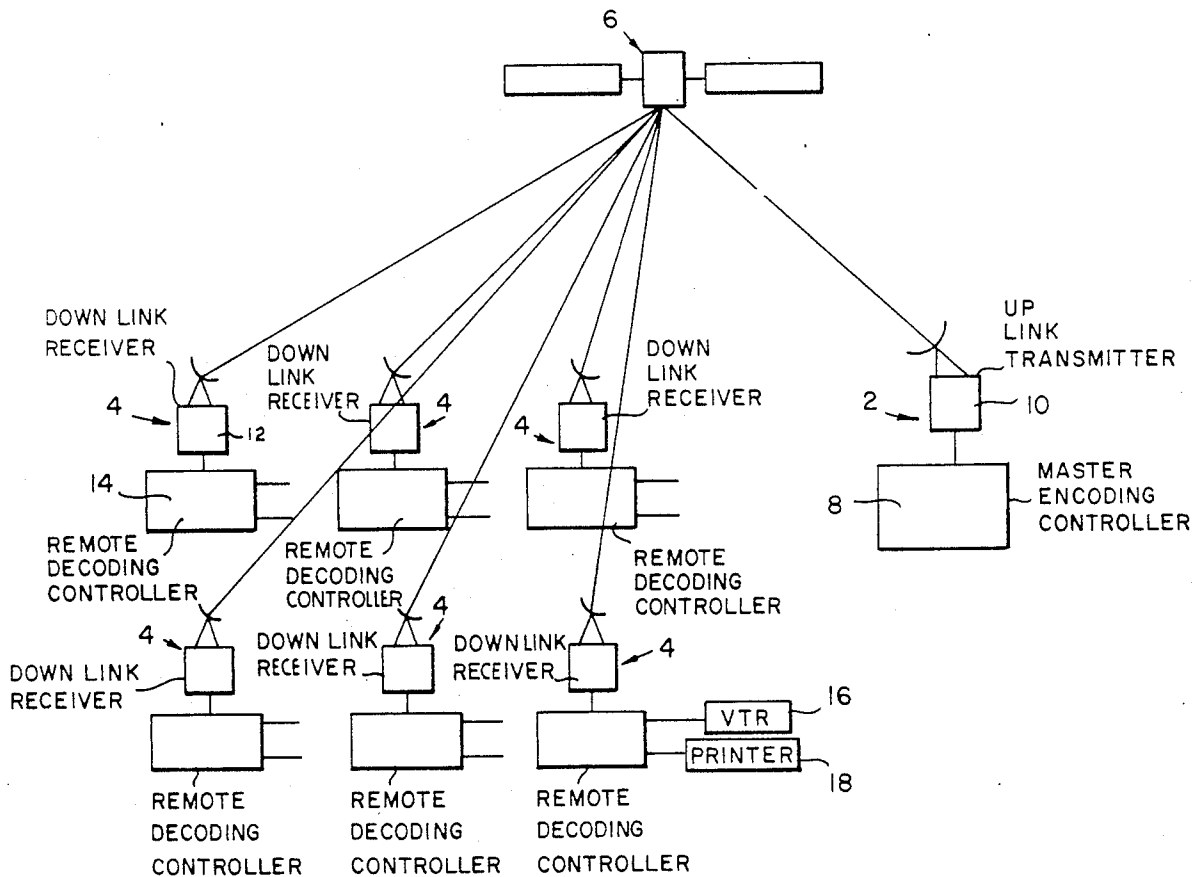 6
DOWN LINK
RECEIVER
4
12
14
REMOTE
DECODING
CONTROLLER
DOWN
LINK
RECEIVER
4
REMOTE
DECODING
CONTROLLER
DOWN
LINK
RECEIVER
4
REMOTE
DECODING
CONTROLLER
UP
LINK
TRANSMITTER
2
10
8
MASTER
ENCODING
CONTROLLER
4
DOWN LINK
RECEIVER
REMOTE
DECODING
CONTROLLER
4
DOWN LINK
RECEIVER
REMOTE
DECODING
CONTROLLER
DOWN LINK
RECEIVER
4
REMOTE
DECODING
CONTROLLER
VTR
16
PRINTER
18